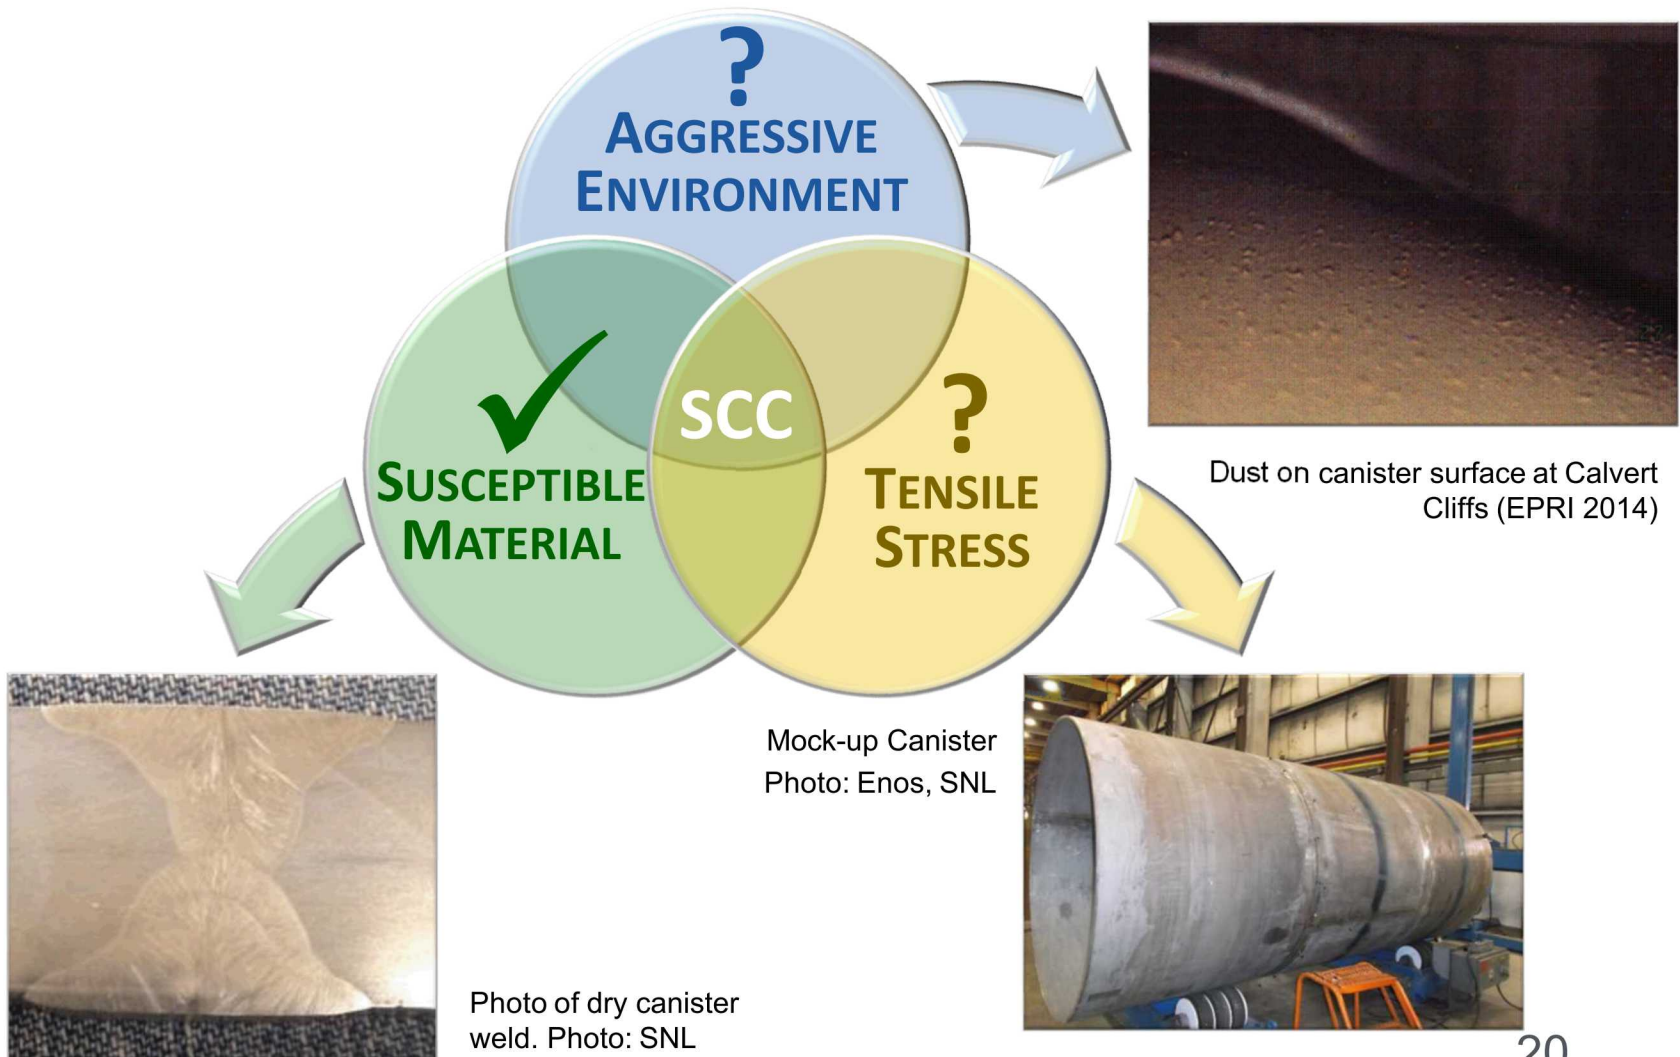 ?
AGGRESSIVE
ENVIRONMENT
SCC
SUSCEPTIBLE
MATERIAL
?
TENSILE
STRESS
Dust on canister surface at Calvert
Cliffs (EPRI 2014)
Mock-up Canister
Photo: Enos, SNL
Photo of dry canister
weld. Photo: SNL
20